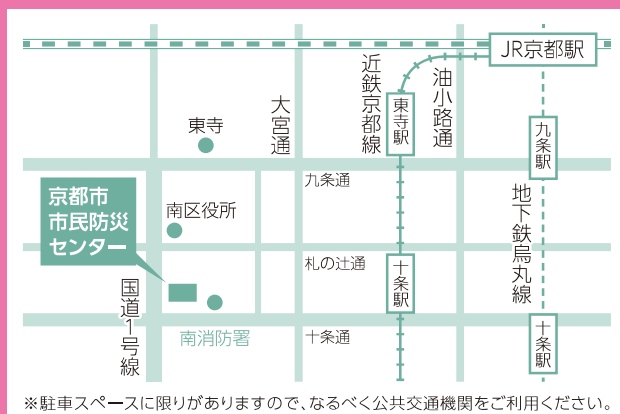 JR京都駅
近鉄京都線
油小路通
大宮通
東寺駅
東寺
九条駅
九条通
京都市
市民防災
センター
南区役所
地下鉄烏丸線
札の辻通
十条駅
国道1号線
南消防署
十条通
十条駅
※駐車スペースに限りがありますので、なるべく公共交通機関をご利用ください。